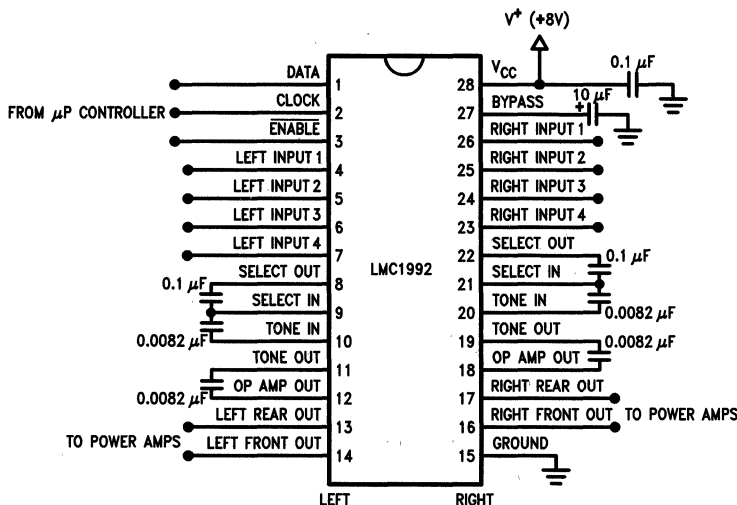 V⁺ (+8V)
0.1 μF
DATA 1
28 VCC
FROM μP CONTROLLER
CLOCK 2
27 BYPASS
10 μF
+
ENABLE 3
26 RIGHT INPUT 1
LEFT INPUT 1 4
25 RIGHT INPUT 2
LEFT INPUT 2 5
24 RIGHT INPUT 3
LEFT INPUT 3 6
23 RIGHT INPUT 4
LEFT INPUT 4 7
LMC1992
22 SELECT OUT
0.1 μF
SELECT OUT 8
0.1 μF
21 SELECT IN
SELECT IN 9
20 TONE IN
0.0082 μF
TONE IN 10
0.0082 μF
19 TONE OUT
TONE OUT 11
18 OP AMP OUT
0.0082 μF
OP AMP OUT 12
0.0082 μF
17 RIGHT REAR OUT
LEFT REAR OUT 13
16 RIGHT FRONT OUT TO POWER AMPS
TO POWER AMPS LEFT FRONT OUT 14
15 GROUND
LEFT RIGHT